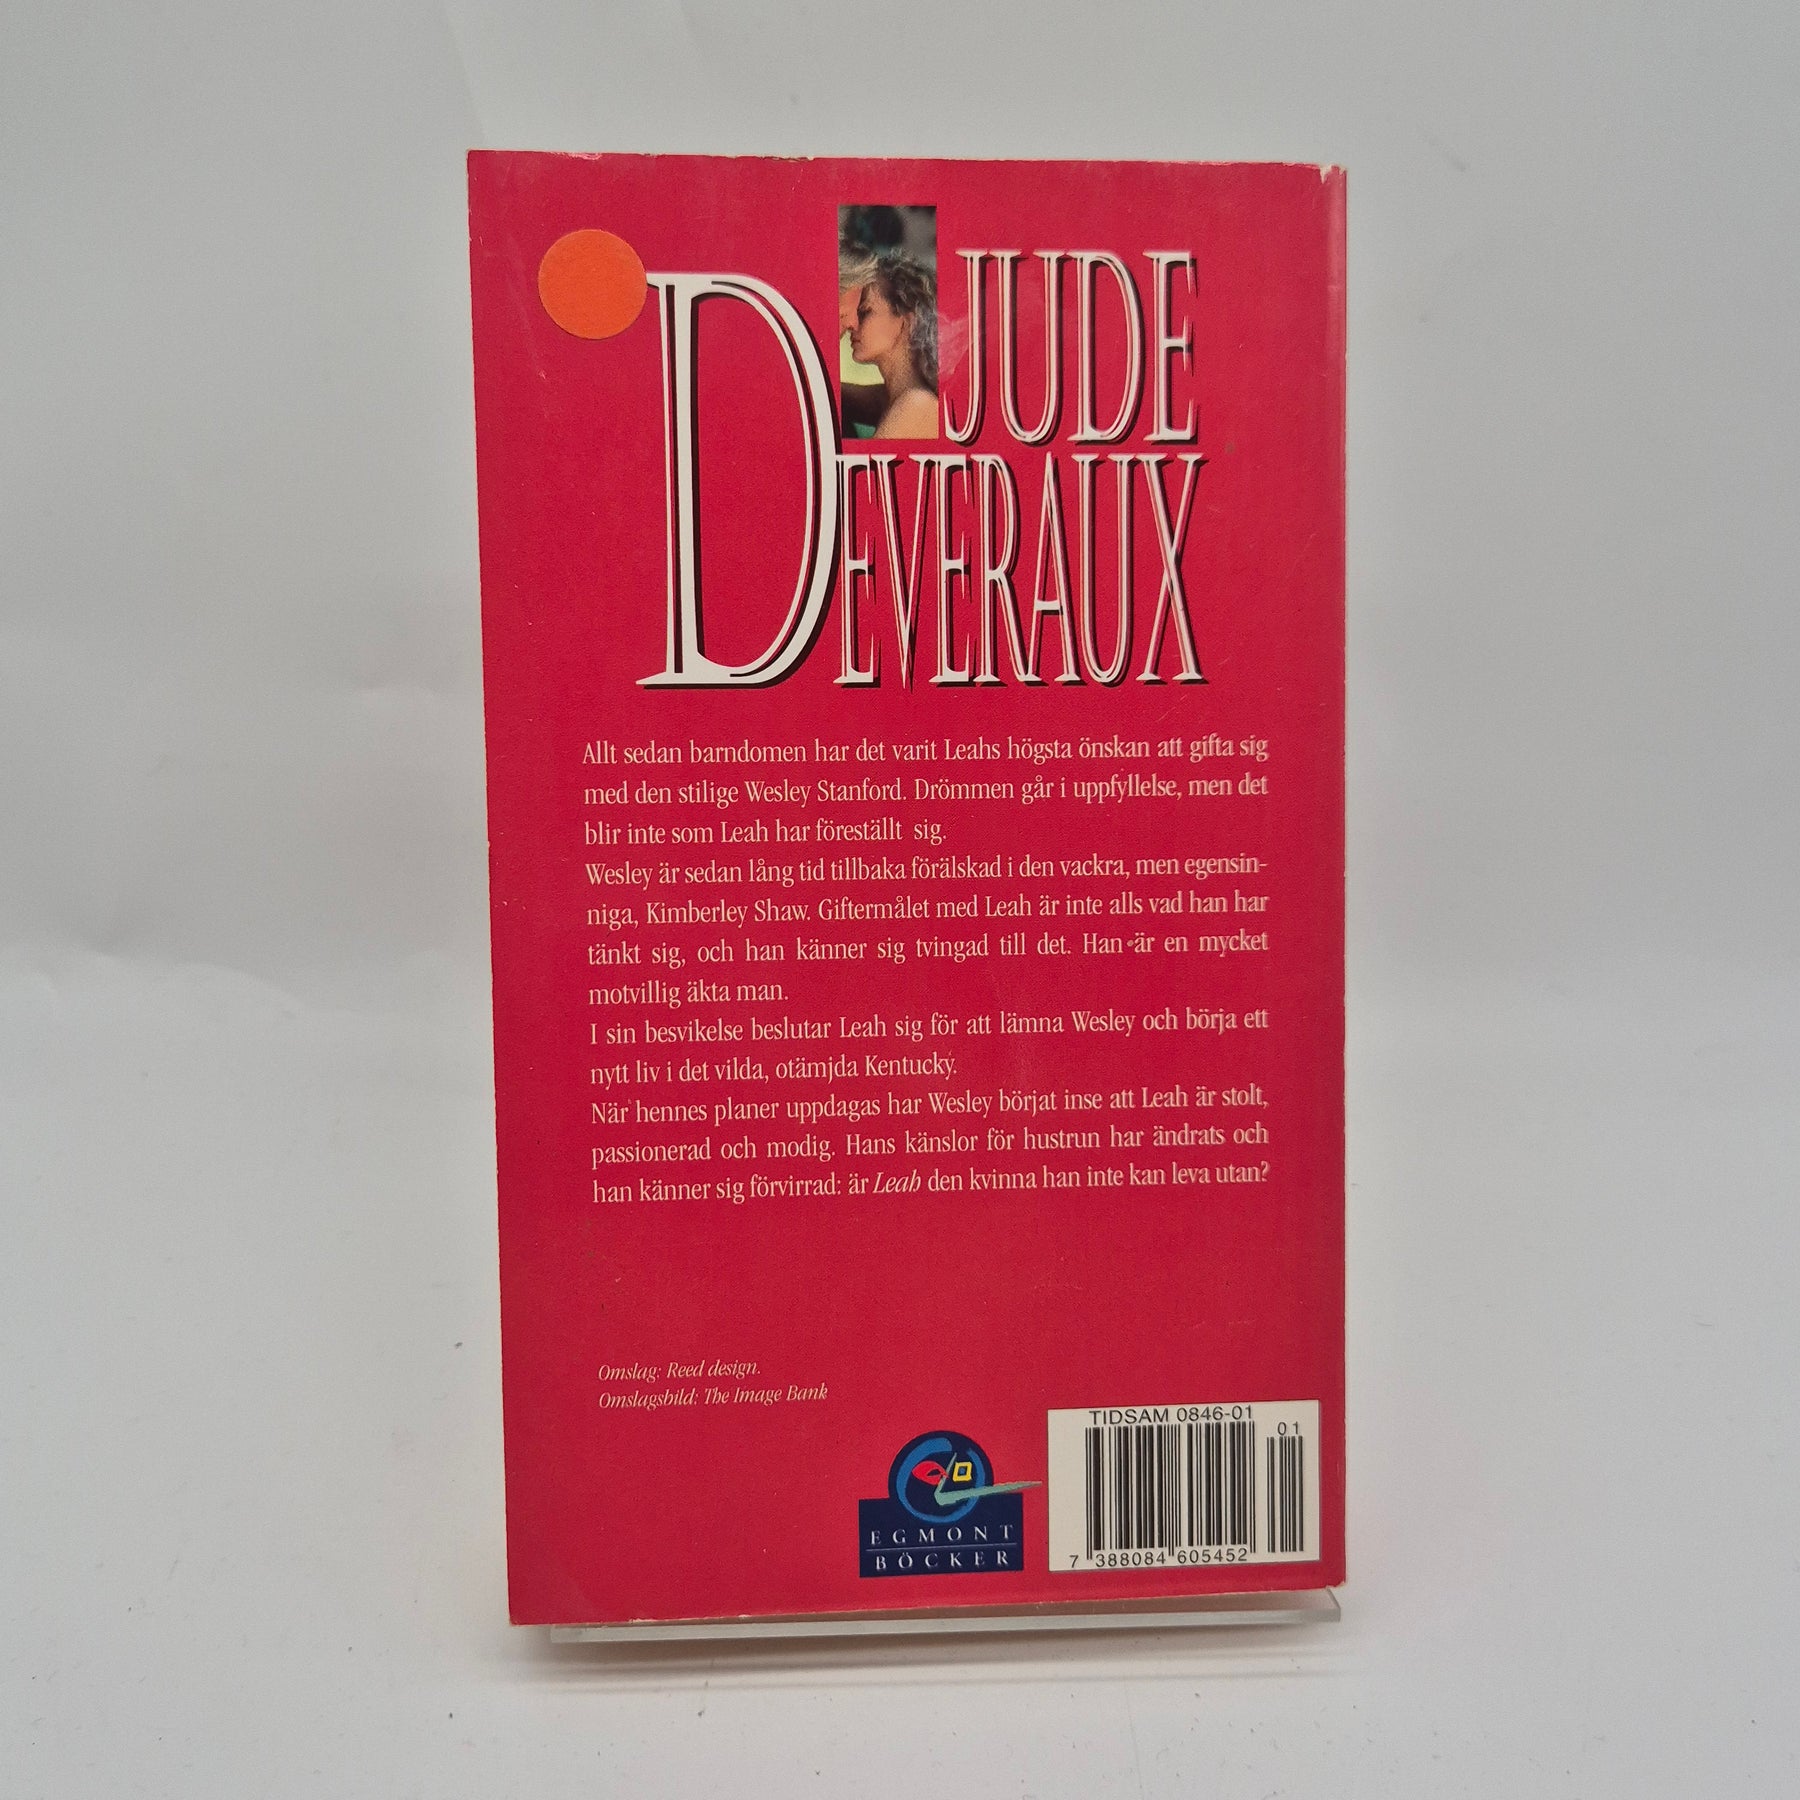 JUDE
DEVERAUX
Allt sedan barndomen har det varit Leahs högsta önskan att gifta sig
med den stilige Wesley Stanford. Drömmen går i uppfyllelse, men det
blir inte som Leah har föreställt sig.
Wesley är sedan lång tid tillbaka förälskad i den vackra, men egensin-
niga, Kimberley Shaw. Giftermålet med Leah är inte alls vad han har
tänkt sig, och han känner sig tvingad till det. Han är en mycket
motvillig äkta man.
I sin besvikelse beslutar Leah sig för att lämna Wesley och börja ett
nytt liv i det vilda, otämjda Kentucky.
När hennes planer uppdagas har Wesley börjat inse att Leah är stolt,
passionerad och modig. Hans känslor för hustrun har ändrats och
han känner sig förvirrad: är Leah den kvinna han inte kan leva utan?
Omslag: Reed design.
Omslagsbild: The Image Bank
EGMONT
BÖCKER
TIDSAM 0846-01
01
7 388084 605452